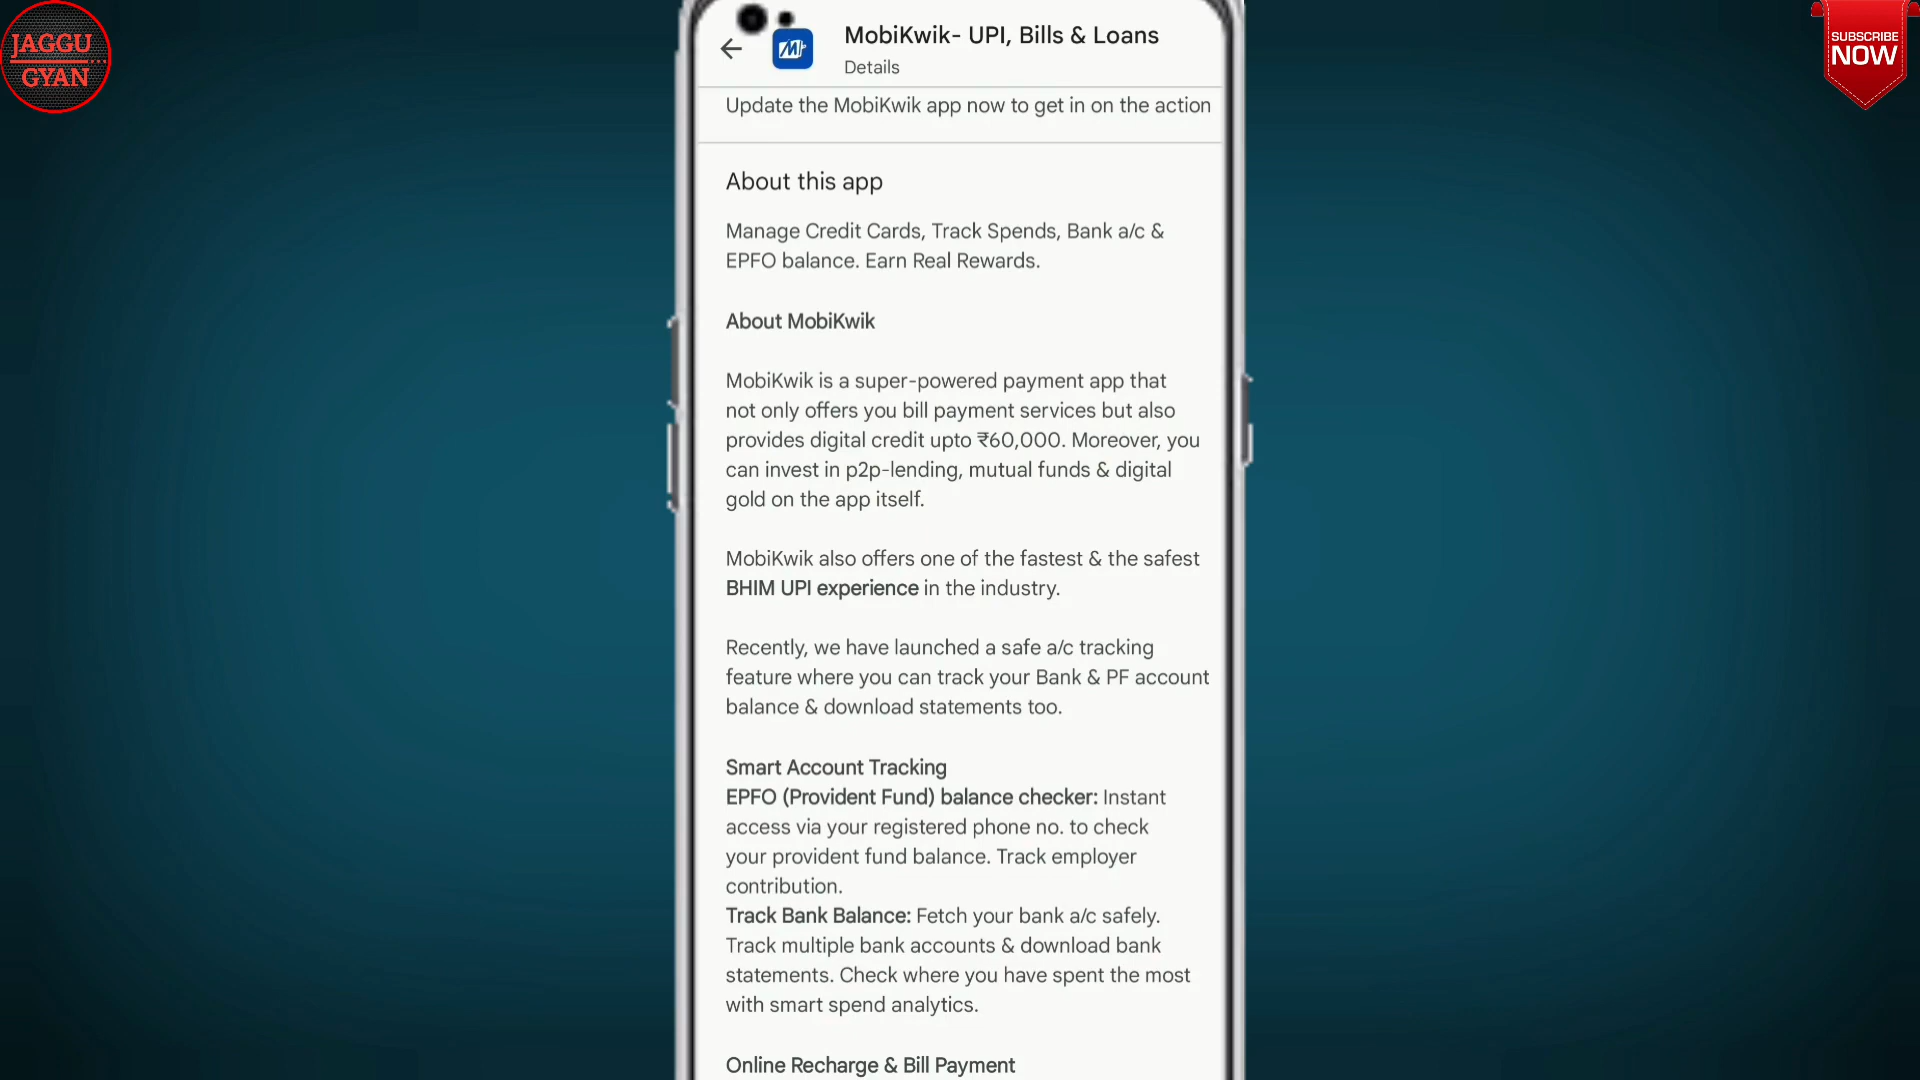 JAGGU
GYAN
SUBSCRIBE
NOW
MobiKwik- UPI, Bills & Loans
Details
Update the MobiKwik app now to get in on the action
About this app
Manage Credit Cards, Track Spends, Bank a/c &
EPFO balance. Earn Real Rewards.
About MobiKwik
MobiKwik is a super-powered payment app that
not only offers you bill payment services but also
provides digital credit upto ₹60,000. Moreover, you
can invest in p2p-lending, mutual funds & digital
gold on the app itself.
MobiKwik also offers one of the fastest & the safest
BHIM UPI experience in the industry.
Recently, we have launched a safe a/c tracking
feature where you can track your Bank & PF account
balance & download statements too.
Smart Account Tracking
EPFO (Provident Fund) balance checker: Instant
access via your registered phone no. to check
your provident fund balance. Track employer
contribution.
Track Bank Balance: Fetch your bank a/c safely.
Track multiple bank accounts & download bank
statements. Check where you have spent the most
with smart spend analytics.
Online Recharge & Bill Payment